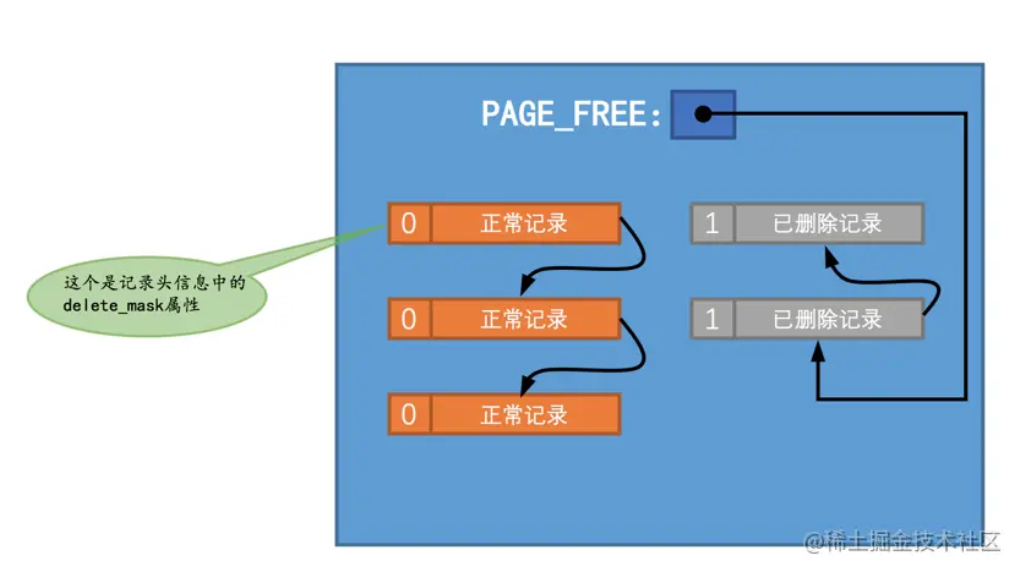 PAGE_FREE:
0 正常记录
1 已删除记录
这个是记录头信息中的
delete_mask属性
0 正常记录
1 已删除记录
0 正常记录
@稀土掘金技术社区